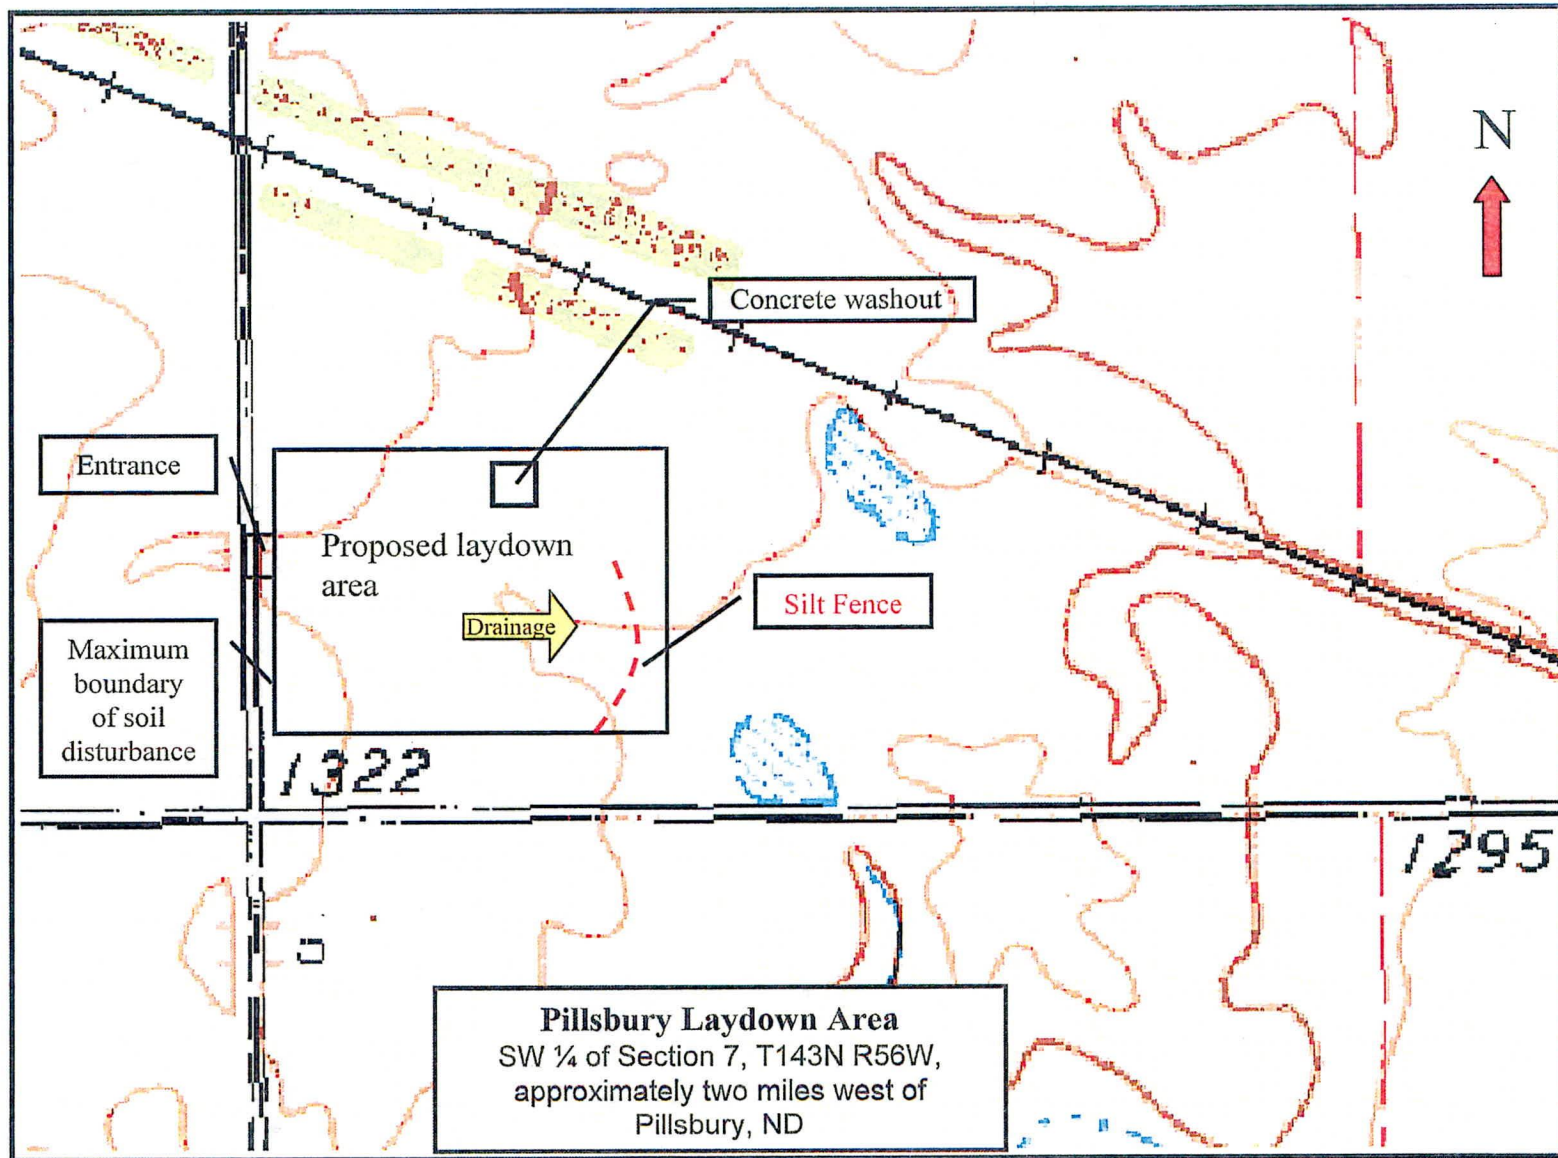 N
Concrete washout
Entrance
Proposed laydown
area
Silt Fence
Drainage
Maximum
boundary
of soil
disturbance
1322
1295
Pillsbury Laydown Area
SW ¼ of Section 7, T143N R56W,
approximately two miles west of
Pillsbury, ND